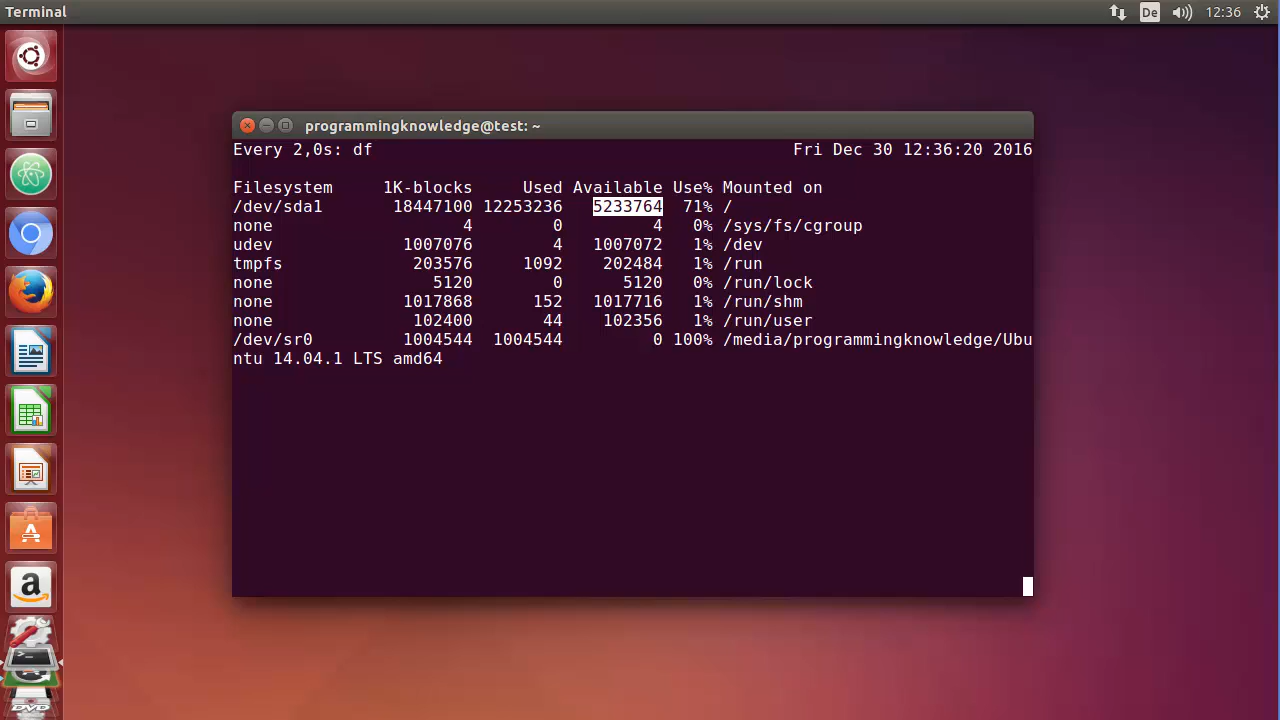 Terminal
De
12:36
programmingknowledge@test: ~
Every 2,0s: df Fri Dec 30 12:36:20 2016
Filesystem 1K-blocks Used Available Use% Mounted on
/dev/sda1 18447100 12253236 5233764 71% /
none 4 0 4 0% /sys/fs/cgroup
udev 1007076 4 1007072 1% /dev
tmpfs 203576 1092 202484 1% /run
none 5120 0 5120 0% /run/lock
none 1017868 152 1017716 1% /run/shm
none 102400 44 102356 1% /run/user
/dev/sr0 1004544 1004544 0 100% /media/programmingknowledge/Ubu
ntu 14.04.1 LTS amd64